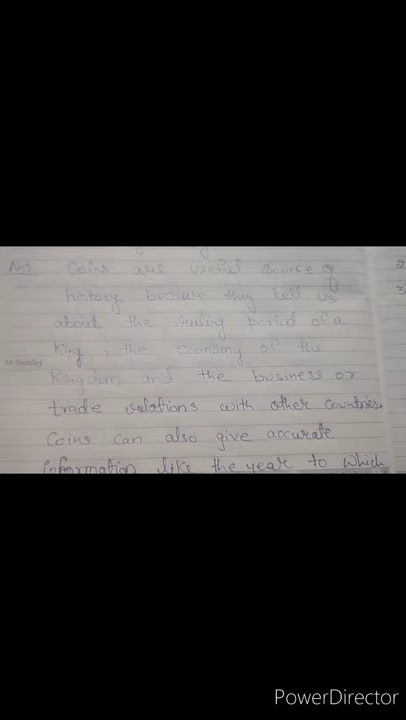 Ans Coins are useful source of
history because they tell us
about the ruling period of a
king, the economy of the
Kingdom and the business or
trade relations with other countries.
Coins can also give accurate
information like the year to which
PowerDirector